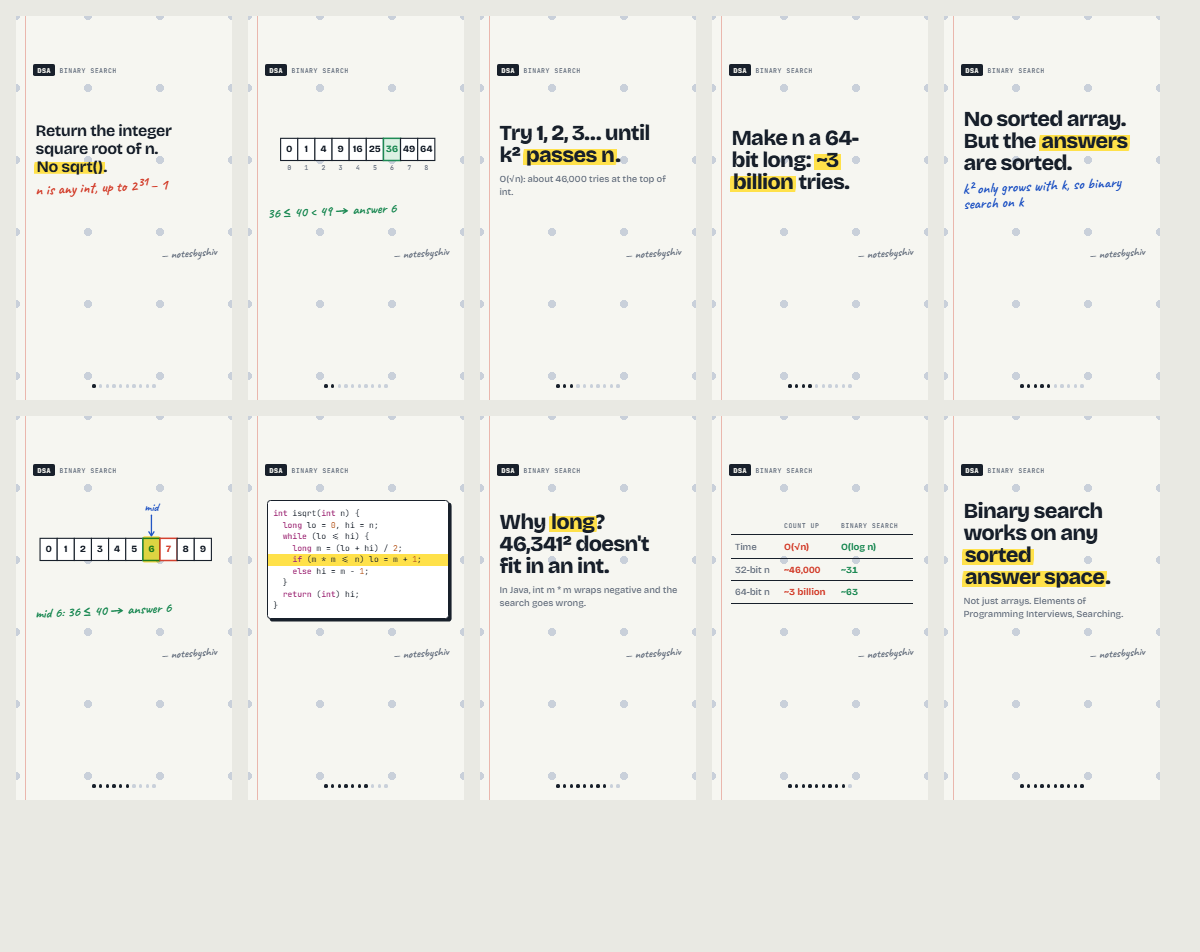 DSA BINARY SEARCH
Return the integer
square root of n.
No sqrt().
n is any int, up to 2³¹ − 1
— notesbyshiv
DSA BINARY SEARCH
0 1 4 9 16 25 36 49 64
0 1 2 3 4 5 6 7 8
36 ≤ 40 < 49 → answer 6
— notesbyshiv
DSA BINARY SEARCH
Try 1, 2, 3... until
k² passes n.
O(√n): about 46,000 tries at the top of
int.
— notesbyshiv
DSA BINARY SEARCH
Make n a 64-
bit long: ~3
billion tries.
— notesbyshiv
DSA BINARY SEARCH
No sorted array.
But the answers
are sorted.
k² only grows with k, so binary
search on k
— notesbyshiv
DSA BINARY SEARCH
mid
0 1 2 3 4 5 6 7 8 9
mid 6: 36 ≤ 40 → answer 6
— notesbyshiv
DSA BINARY SEARCH
int isqrt(int n) {
  long lo = 0, hi = n;
  while (lo ≤ hi) {
    long m = (lo + hi) / 2;
    if (m * m ≤ n) lo = m + 1;
    else hi = m - 1;
  }
  return (int) hi;
}
— notesbyshiv
DSA BINARY SEARCH
Why long?
46,341² doesn't
fit in an int.
In Java, int m * m wraps negative and the
search goes wrong.
— notesbyshiv
DSA BINARY SEARCH
COUNT UP BINARY SEARCH
Time O(√n) O(log n)
32-bit n ~46,000 ~31
64-bit n ~3 billion ~63
— notesbyshiv
DSA BINARY SEARCH
Binary search
works on any
sorted
answer space.
Not just arrays. Elements of
Programming Interviews, Searching.
— notesbyshiv